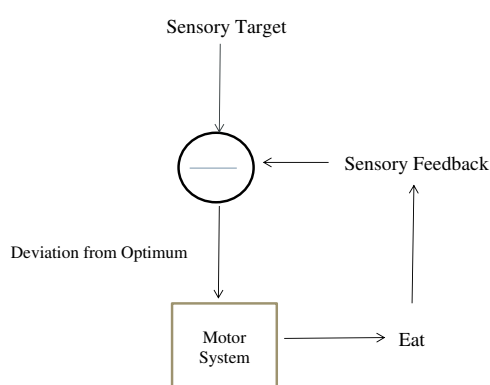 Sensory Target
Sensory Feedback
Deviation from Optimum
Motor
System
Eat